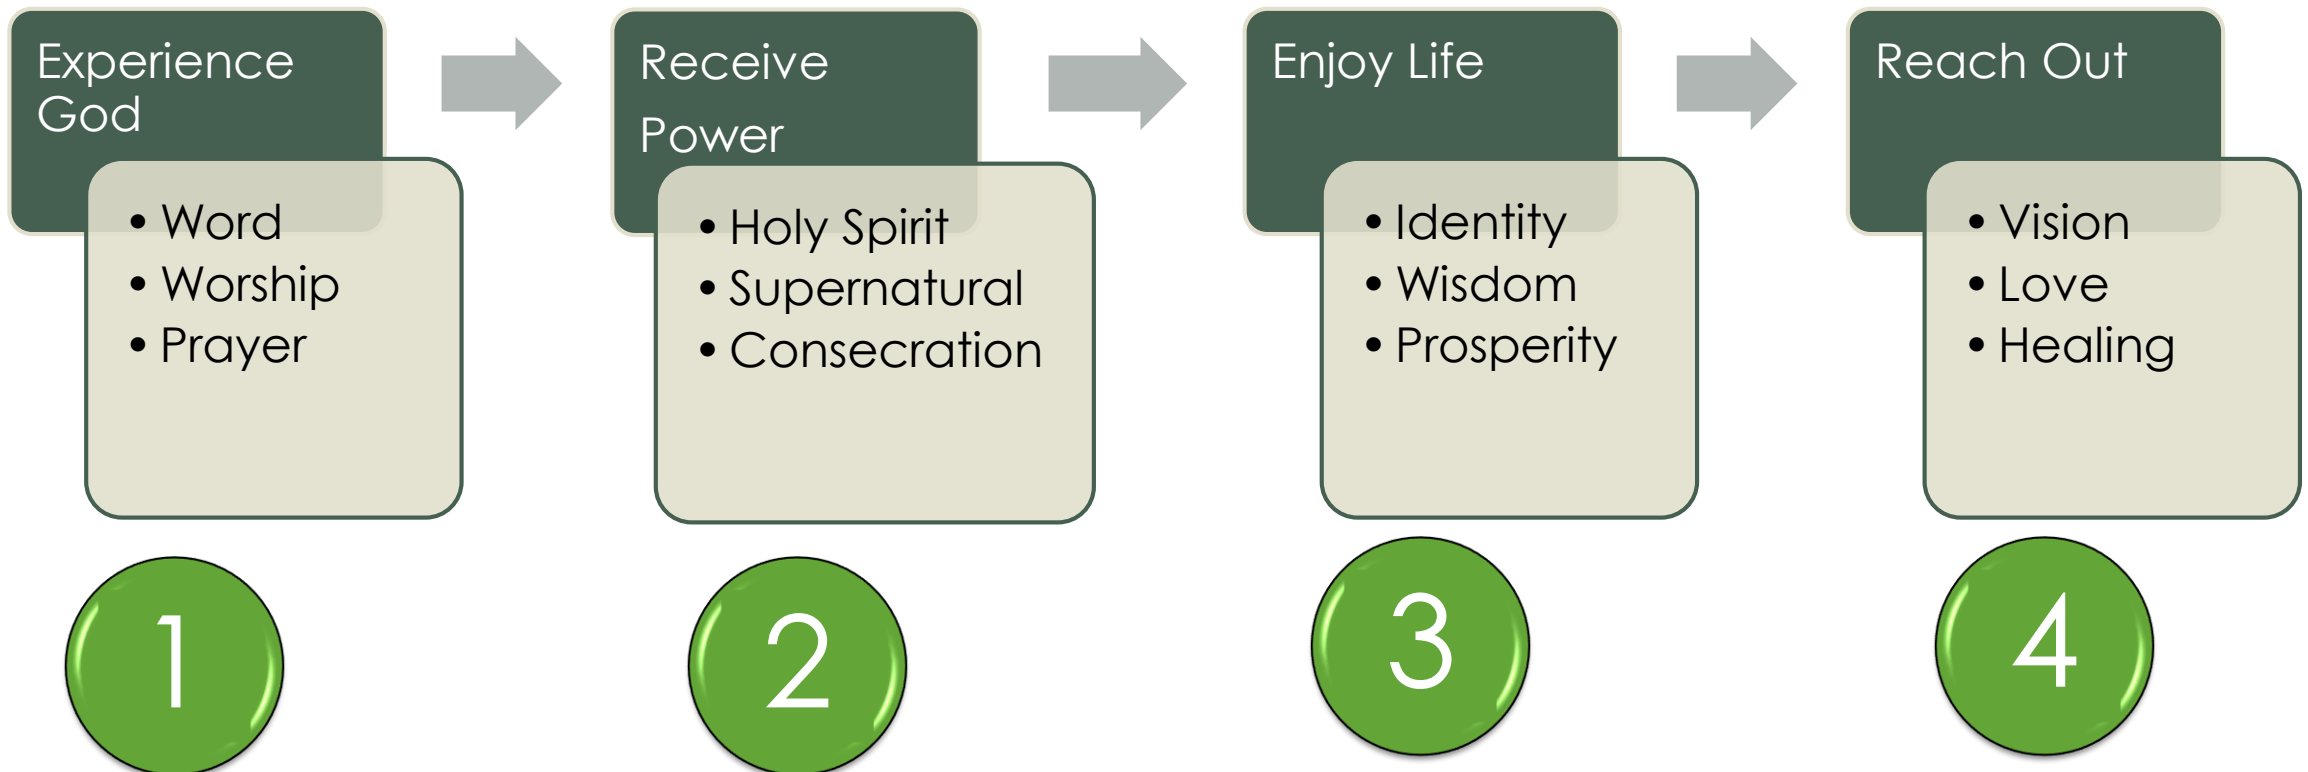 Experience
God
• Word
• Worship
• Prayer
1
Receive
Power
• Holy Spirit
• Supernatural
• Consecration
2
Enjoy Life
• Identity
• Wisdom
• Prosperity
3
Reach Out
• Vision
• Love
• Healing
4